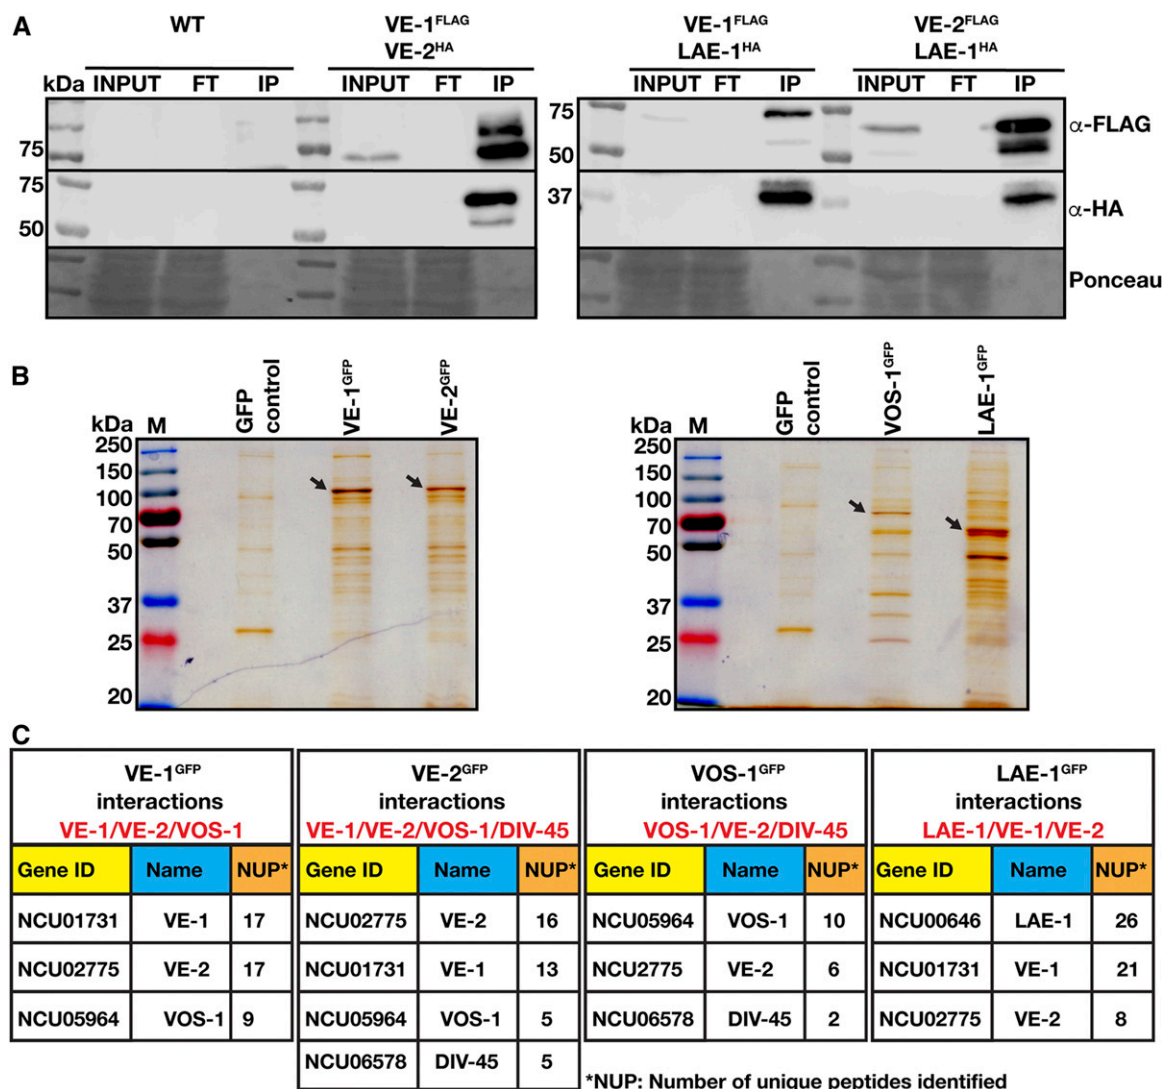 A
WT
VE-1FLAG
VE-2HA
VE-1FLAG
LAE-1HA
VE-2FLAG
LAE-1HA
kDa INPUT FT IP INPUT FT IP INPUT FT IP INPUT FT IP
75
75
50
75
50
37
α-FLAG
α-HA
Ponceau
B
kDa M GFP control VE-1GFP VE-2GFP
250
150
100
70
50
37
25
20
kDa M GFP control VOS-1GFP LAE-1GFP
250
150
100
70
50
37
25
20
C
VE-1GFP
interactions
VE-1/VE-2/VOS-1
Gene ID Name NUP*
NCU01731 VE-1 17
NCU02775 VE-2 17
NCU05964 VOS-1 9
VE-2GFP
interactions
VE-1/VE-2/VOS-1/DIV-45
Gene ID Name NUP*
NCU02775 VE-2 16
NCU01731 VE-1 13
NCU05964 VOS-1 5
NCU06578 DIV-45 5
VOS-1GFP
interactions
VOS-1/VE-2/DIV-45
Gene ID Name NUP*
NCU05964 VOS-1 10
NCU2775 VE-2 6
NCU06578 DIV-45 2
LAE-1GFP
interactions
LAE-1/VE-1/VE-2
Gene ID Name NUP*
NCU00646 LAE-1 26
NCU01731 VE-1 21
NCU02775 VE-2 8
*NUP: Number of unique peptides identified